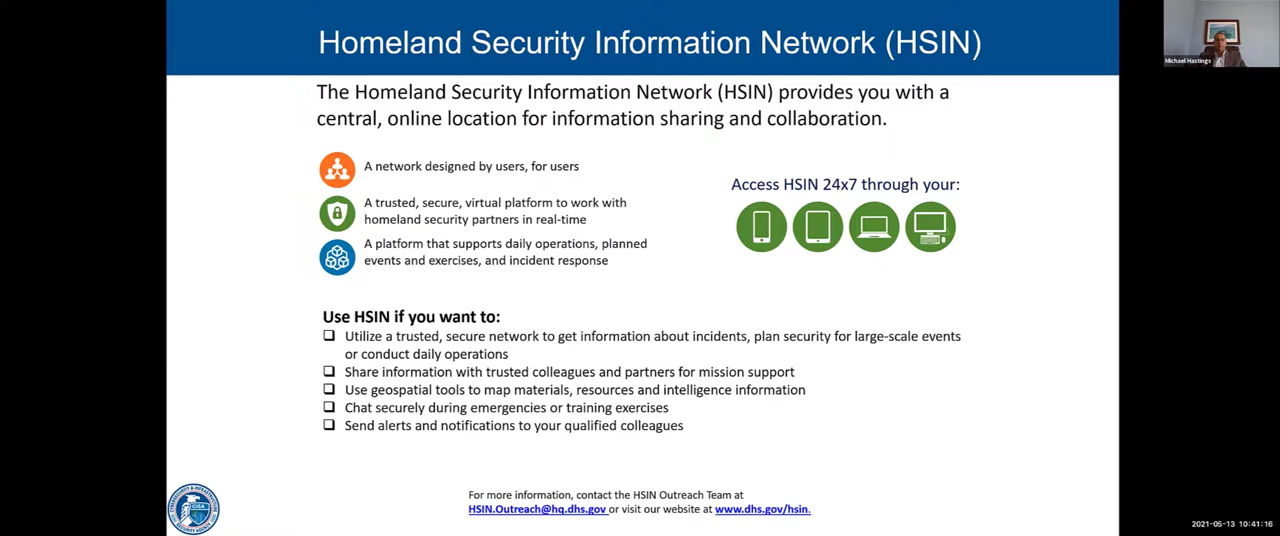 Homeland Security Information Network (HSIN)
Michael Hastings
The Homeland Security Information Network (HSIN) provides you with a
central, online location for information sharing and collaboration.
A network designed by users, for users
A trusted, secure, virtual platform to work with
homeland security partners in real-time
A platform that supports daily operations, planned
events and exercises, and incident response
Access HSIN 24x7 through your:
Use HSIN if you want to:
Utilize a trusted, secure network to get information about incidents, plan security for large-scale events
or conduct daily operations
Share information with trusted colleagues and partners for mission support
Use geospatial tools to map materials, resources and intelligence information
Chat securely during emergencies or training exercises
Send alerts and notifications to your qualified colleagues
CYBERSECURITY & INFRASTRUCTURE
CISA
SECURITY AGENCY
For more information, contact the HSIN Outreach Team at
HSIN.Outreach@hq.dhs.gov or visit our website at www.dhs.gov/hsin.
2021-05-13 10:41:16